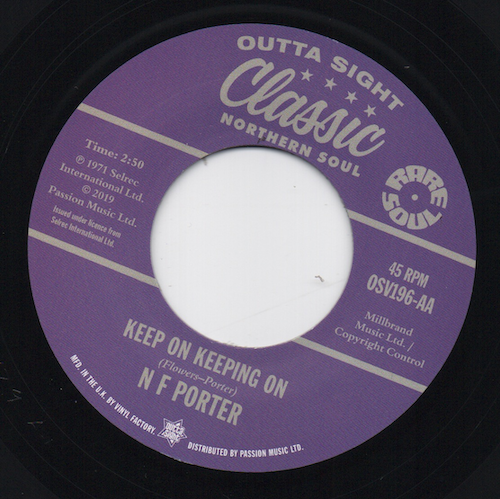 OUTTA SIGHT
Classic
NORTHERN SOUL
Time: 2:50
℗ 1971 Selrec
International Ltd.
© 2019
Passion Music Ltd.
Issued under licence from
Selrec International Ltd.
RARE
SOUL
45 RPM
OSV196-AA
Millbrand
Music Ltd. /
Copyright Control
KEEP ON KEEPING ON
(Flowers–Porter)
N F PORTER
MFD. IN THE U.K. BY VINYL FACTORY.
OUTTA SIGHT
DISTRIBUTED BY PASSION MUSIC LTD.